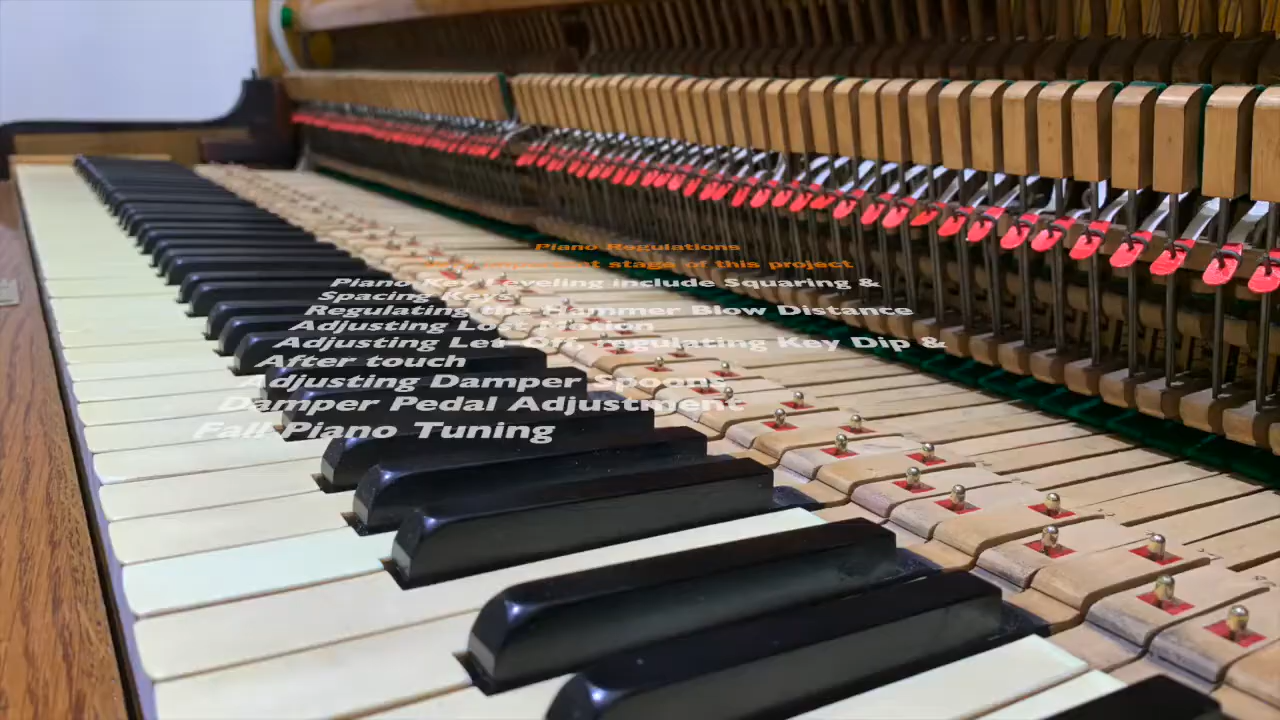 Piano Regulations
stage of this project
Piano Key Leveling include Squaring &
Spacing Keys
Regulating the Hammer Blow Distance
Adjusting Lost Motion
Adjusting Let-Off, regulating Key Dip &
After touch
Adjusting Damper Spoons
Damper Pedal Adjustment
Fall Piano Tuning